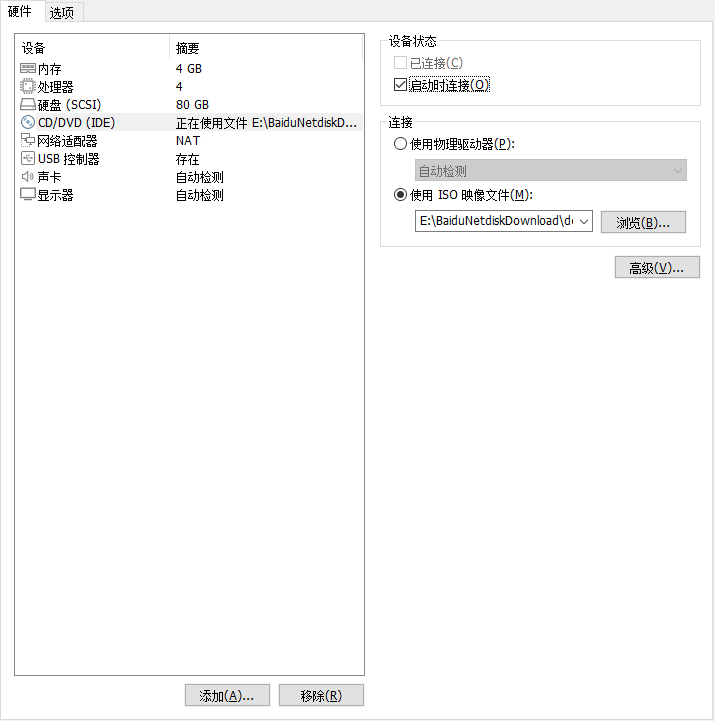 硬件 选项
设备 摘要
内存 4 GB
处理器 4
硬盘 (SCSI) 80 GB
CD/DVD (IDE) 正在使用文件 E:\BaiduNetdiskD...
网络适配器 NAT
USB 控制器 存在
声卡 自动检测
显示器 自动检测
添加(A)... 移除(R)
设备状态
已连接(C)
启动时连接(O)
连接
使用物理驱动器(P):
自动检测
使用 ISO 映像文件(M):
E:\BaiduNetdiskDownload\de 浏览(B)...
高级(V)...